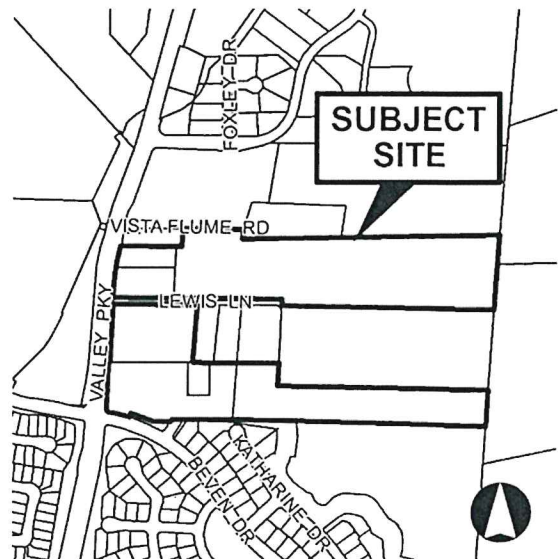 FOXLEY DR
SUBJECT
SITE
VISTA FLUME RD
LEWIS LN
VALLEY PKY
KATHARINE DR
BEVEN DR